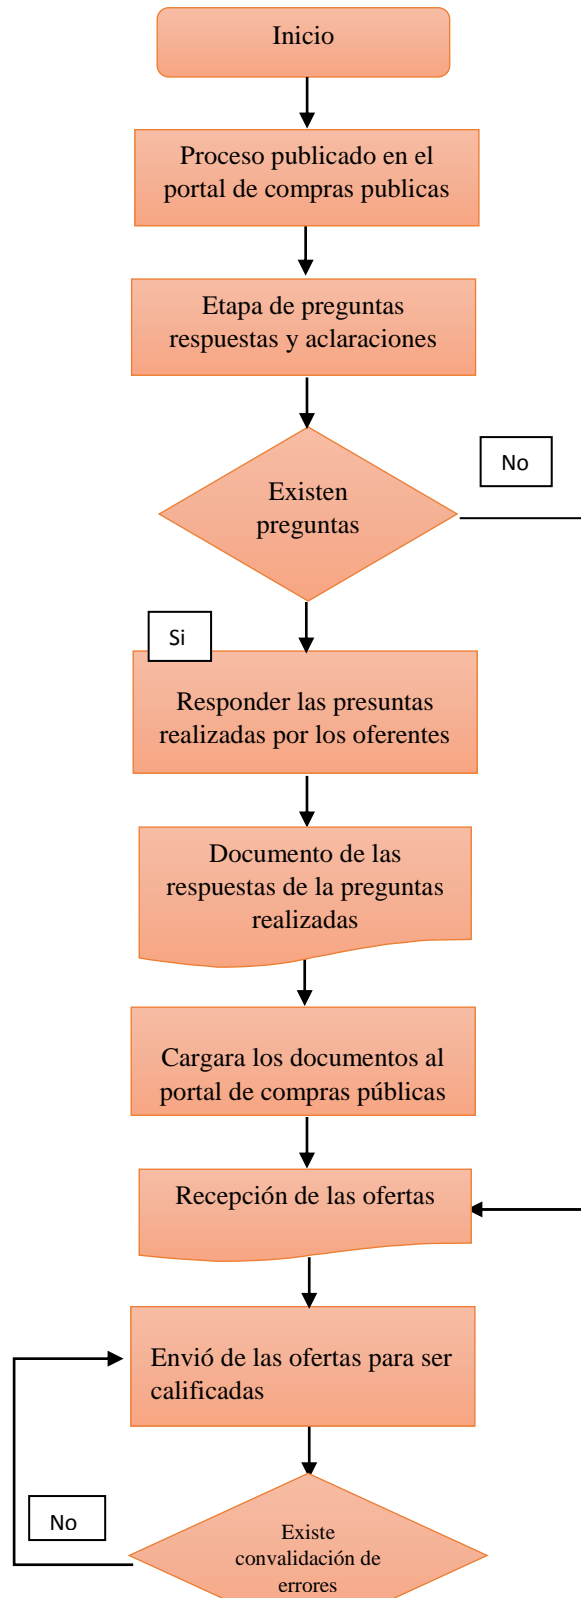 Inicio
Proceso publicado en el
portal de compras publicas
Etapa de preguntas
respuestas y aclaraciones
No
Existen
preguntas
Si
Responder las presuntas
realizadas por los oferentes
Documento de las
respuestas de la preguntas
realizadas
Cargara los documentos al
portal de compras públicas
Recepción de las ofertas
Envió de las ofertas para ser
calificadas
No
Existe
convalidación de
errores